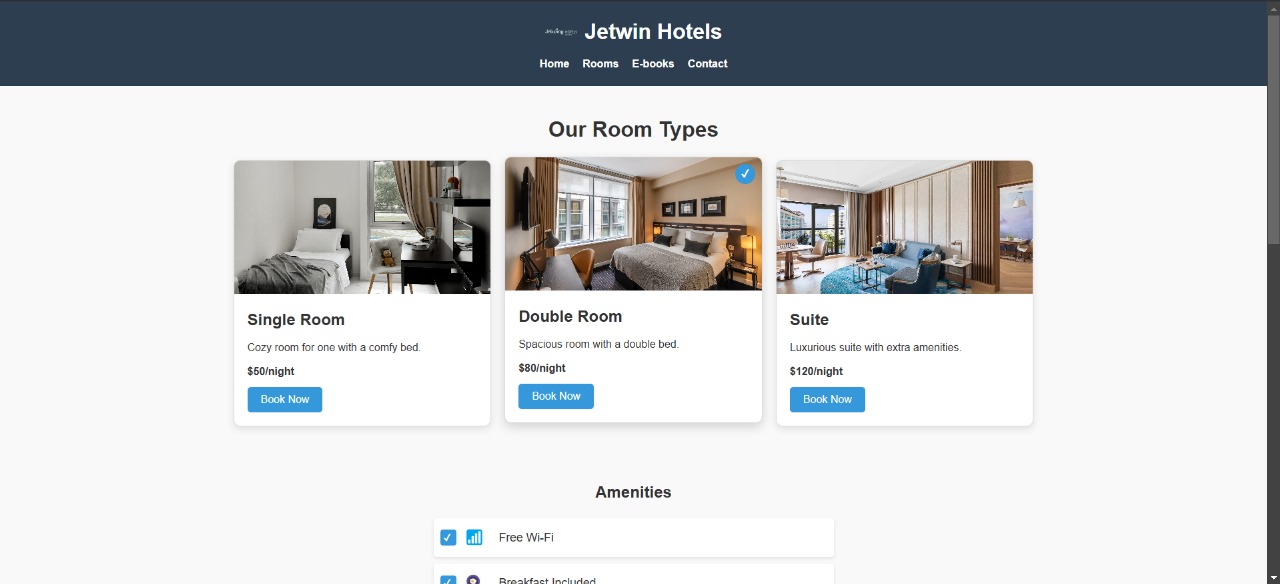 Jetwin Hotels
Home Rooms E-books Contact
Our Room Types
Single Room
Cozy room for one with a comfy bed.
$50/night
Book Now
Double Room
Spacious room with a double bed.
$80/night
Book Now
Suite
Luxurious suite with extra amenities.
$120/night
Book Now
Amenities
Free Wi-Fi
Breakfast Included